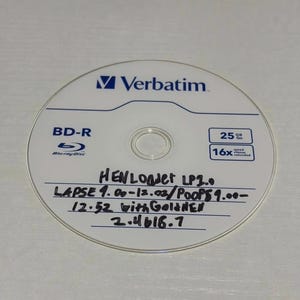 Verbatim
BD-R
Blu-ray Disc
25 GB
16x
HENLoader LP3.0
LAPSE 9.00-12.02/POOPS 9.00-
12.52 with GoldHEN
2.4b18.7